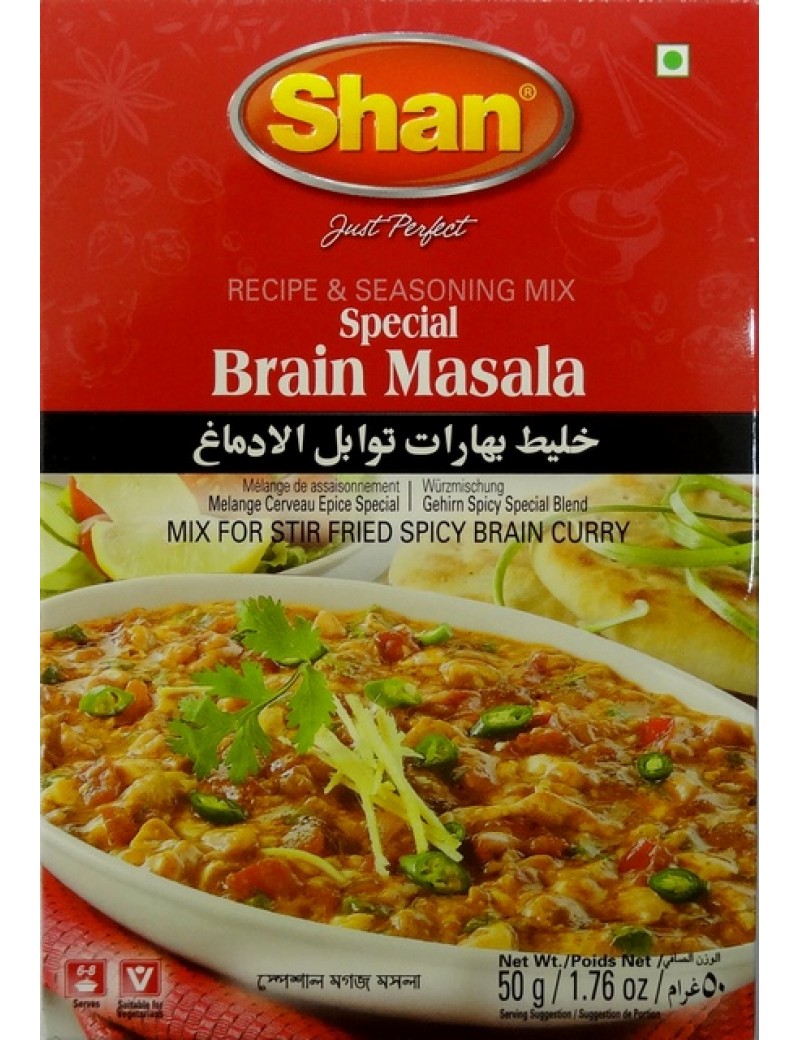 Shan®
Just Perfect
RECIPE & SEASONING MIX
Special
Brain Masala
خليط بهارات توابل الادماغ
Mélange de assaisonnement | Würzmischung
Melange Cerveau Epice Special | Gehirn Spicy Special Blend
MIX FOR STIR FRIED SPICY BRAIN CURRY
6-8
Serves
V
Suitable for
Vegetarians
স্পেশাল মগজ মসলা
Net Wt./Poids Net /الوزن الصافي
50 g / 1.76 oz / ٥٠ غرام
Serving Suggestion / Suggestion de Portion